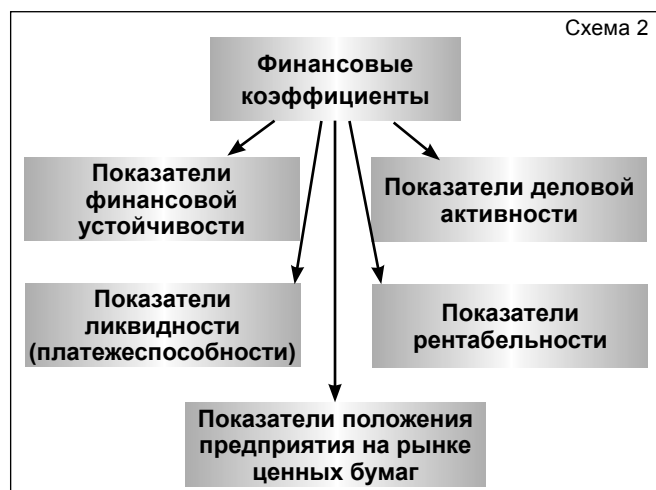 Схема 2
Финансовые
коэффициенты
Показатели
финансовой
устойчивости
Показатели деловой
активности
Показатели
ликвидности
(платежеспособности)
Показатели
рентабельности
Показатели положения
предприятия на рынке
ценных бумаг